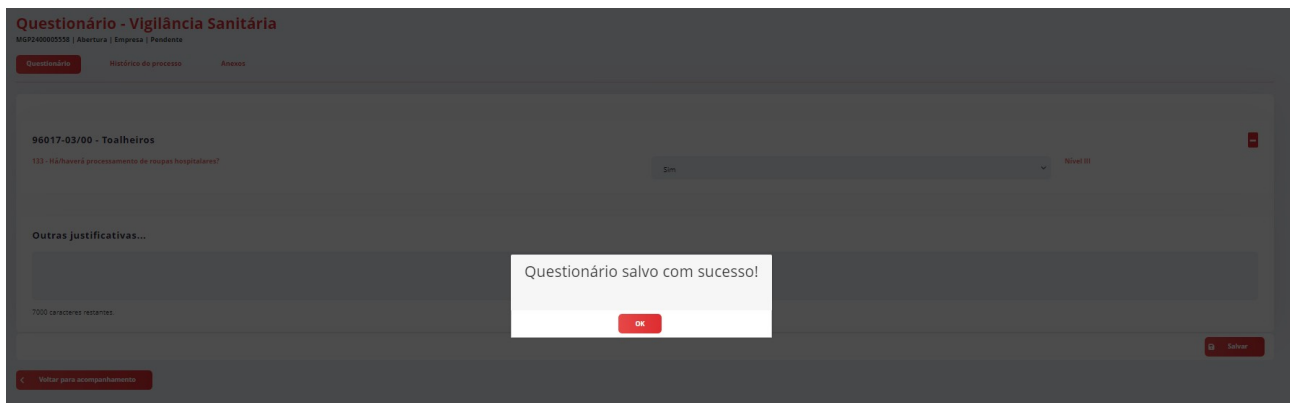 Questionário - Vigilância Sanitária
MGP2400005558 | Abertura | Empresa | Pendente
Questionário Histórico do processo Anexos
96017-03/00 - Toalheiros
133 - Há/haverá processamento de roupas hospitalares? Sim Nível III
Outras justificativas...
Questionário salvo com sucesso!
7000 caracteres restantes.
OK
Salvar
Voltar para acompanhamento